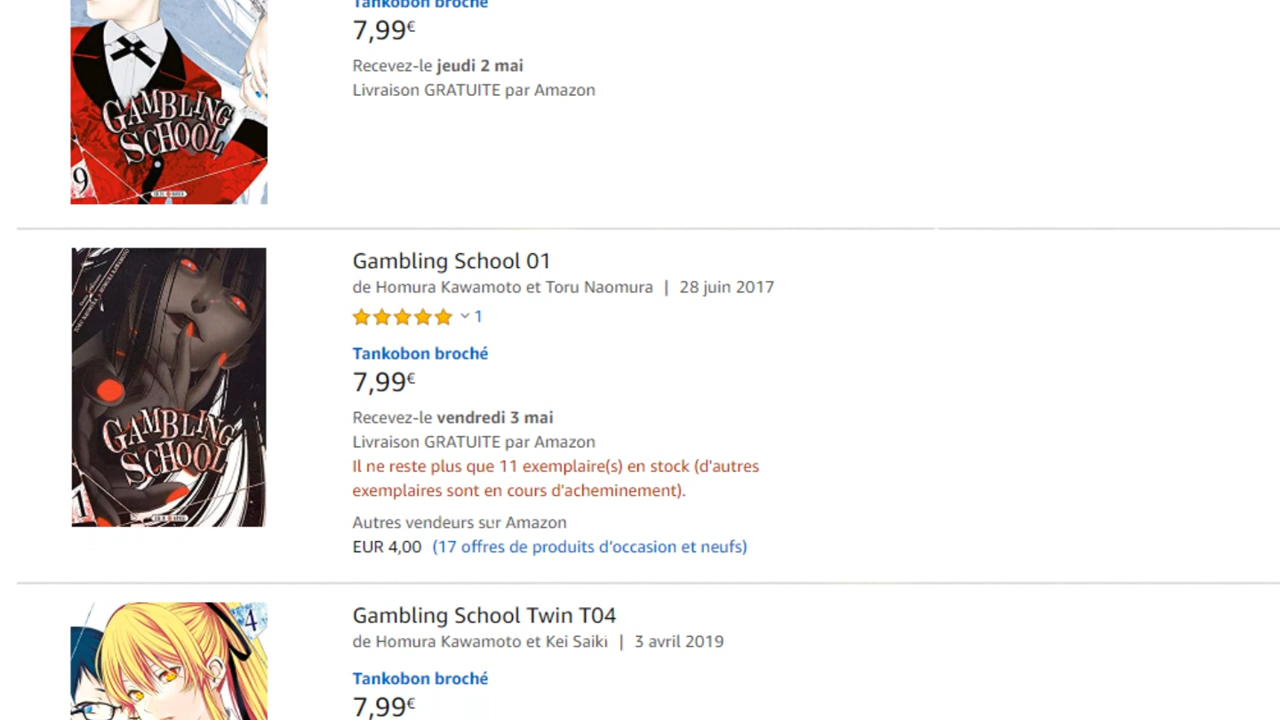 Tankobon broché
7,99€
Recevez-le jeudi 2 mai
Livraison GRATUITE par Amazon
GAMBLING
SCHOOL
9
Gambling School 01
de Homura Kawamoto et Toru Naomura | 28 juin 2017
1
Tankobon broché
7,99€
Recevez-le vendredi 3 mai
Livraison GRATUITE par Amazon
Il ne reste plus que 11 exemplaire(s) en stock (d'autres
exemplaires sont en cours d'acheminement).
Autres vendeurs sur Amazon
EUR 4,00 (17 offres de produits d'occasion et neufs)
GAMBLING
SCHOOL
1
Gambling School Twin T04
de Homura Kawamoto et Kei Saiki | 3 avril 2019
Tankobon broché
7,99€
4